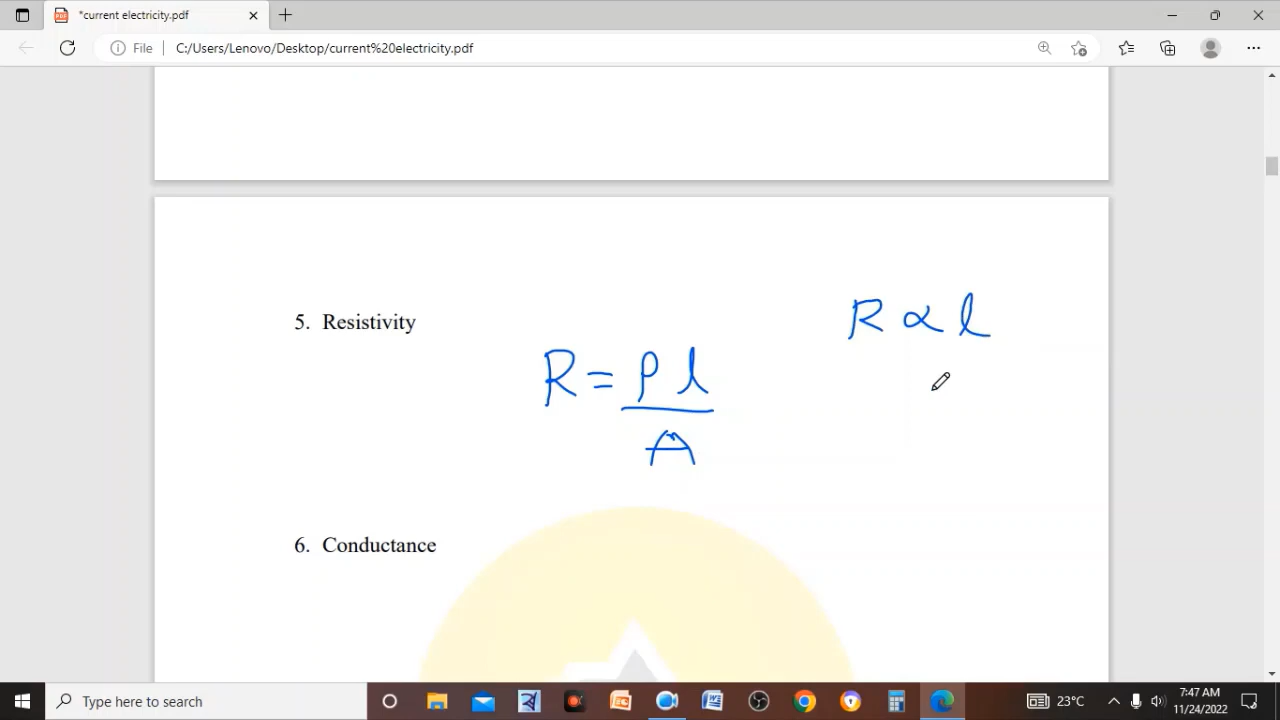 *current electricity.pdf
File
C:/Users/Lenovo/Desktop/current%20electricity.pdf
5. Resistivity
R ∝ l
R = ρ l
A
6. Conductance
Type here to search
23°C
7:47 AM
11/24/2022